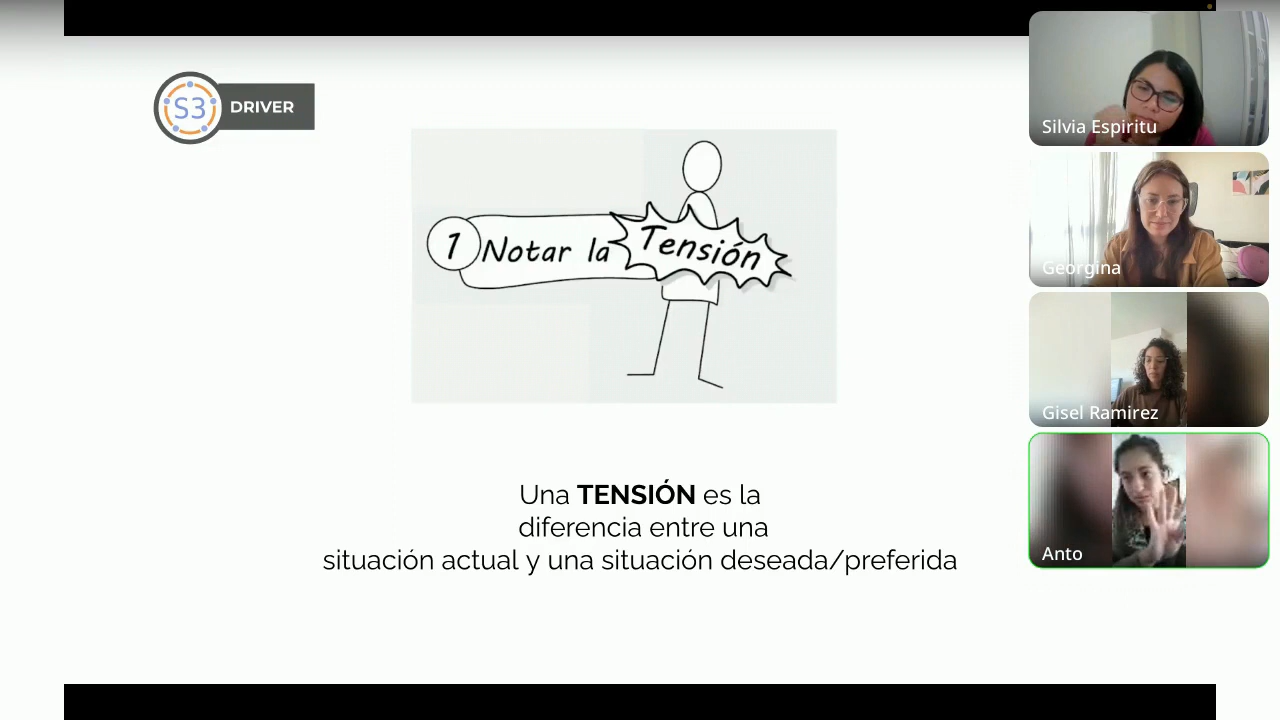 S3 DRIVER
1 Notar la Tensión
Una TENSIÓN es la
diferencia entre una
situación actual y una situación deseada/preferida
Silvia Espiritu
Georgina
Gisel Ramirez
Anto